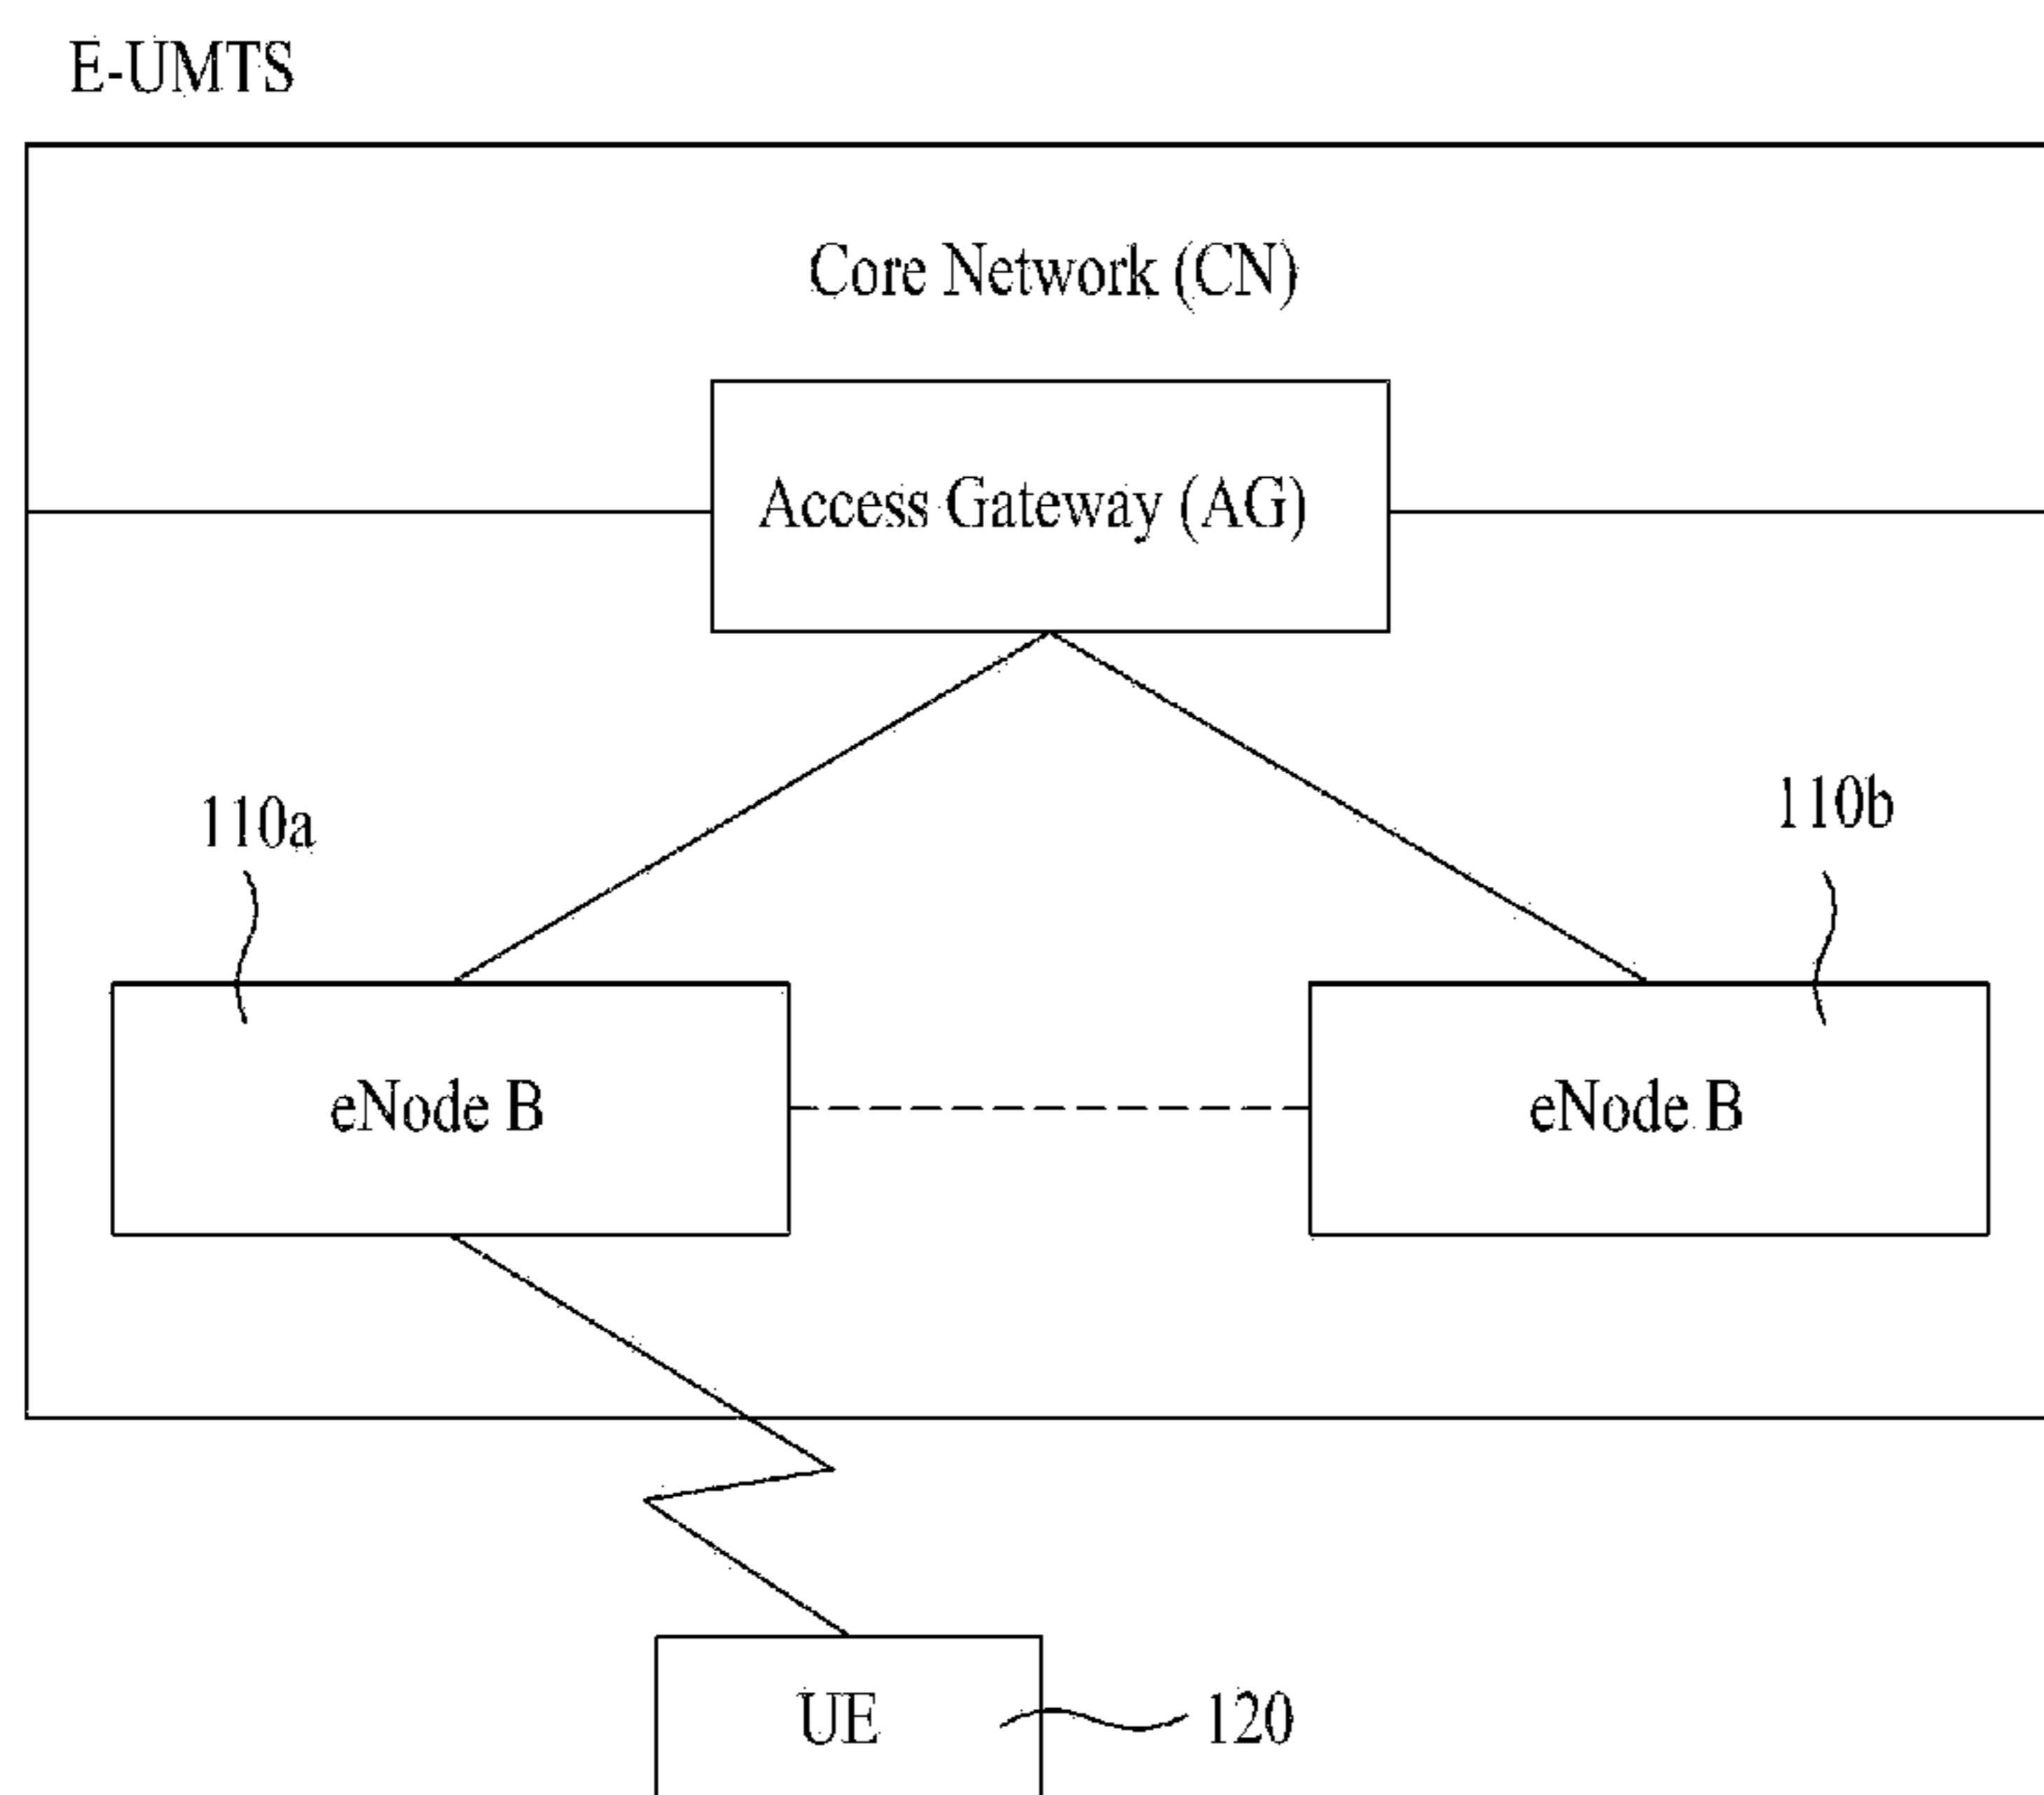 E-UMTS
Core Network (CN)
Access Gateway (AG)
110a
110b
eNode B
eNode B
UE
120